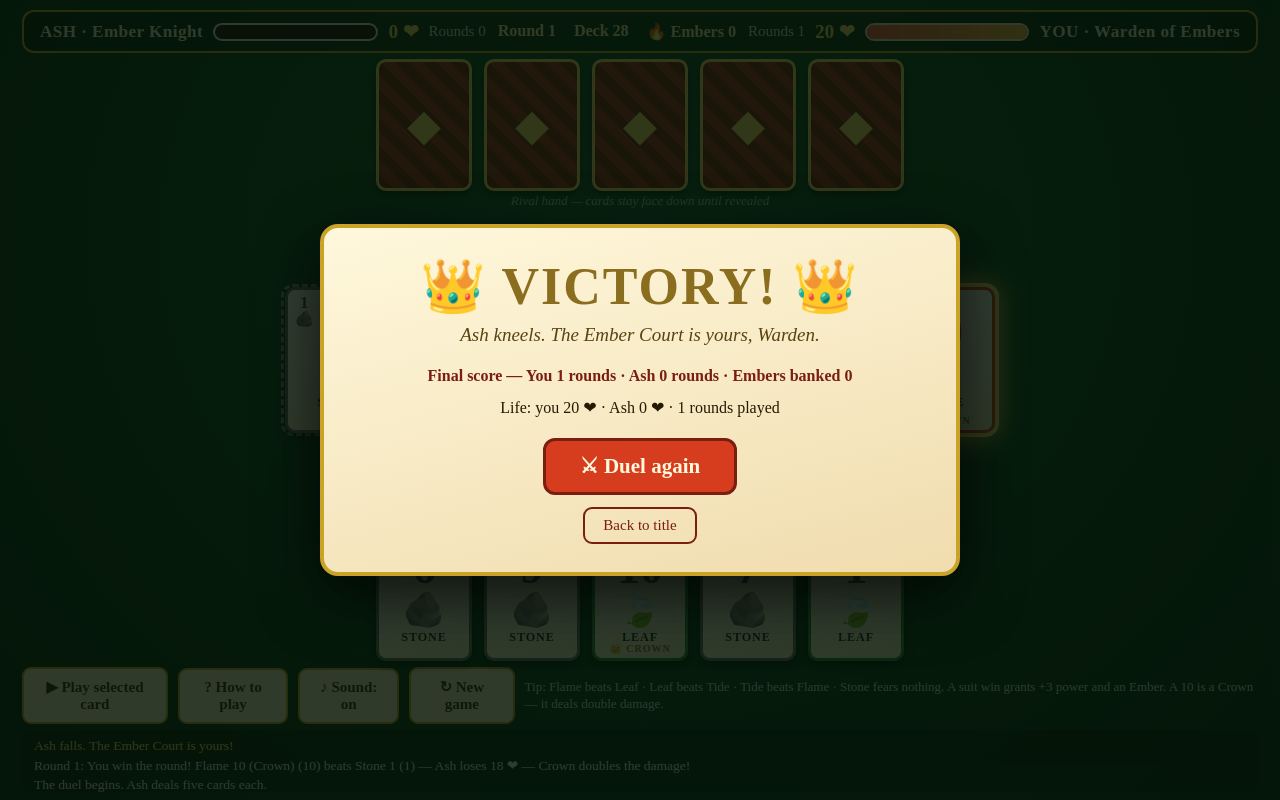 ASH · Ember Knight 0 ❤ Rounds 0 Round 1 Deck 28 🔥 Embers 0 Rounds 1 20 ❤ YOU · Warden of Embers
Rival hand — cards stay face down until revealed
1
👑 VICTORY! 👑
Ash kneels. The Ember Court is yours, Warden.
Final score — You 1 rounds · Ash 0 rounds · Embers banked 0
Life: you 20 ❤ · Ash 0 ❤ · 1 rounds played
⚔ Duel again
Back to title
STONE STONE LEAF STONE LEAF
👑 CROWN
▶ Play selected card
? How to play
♪ Sound: on
↻ New game
Tip: Flame beats Leaf · Leaf beats Tide · Tide beats Flame · Stone fears nothing. A suit win grants +3 power and an Ember. A 10 is a Crown
— it deals double damage.
Ash falls. The Ember Court is yours!
Round 1: You win the round! Flame 10 (Crown) (10) beats Stone 1 (1) — Ash loses 18 ❤ — Crown doubles the damage!
The duel begins. Ash deals five cards each.